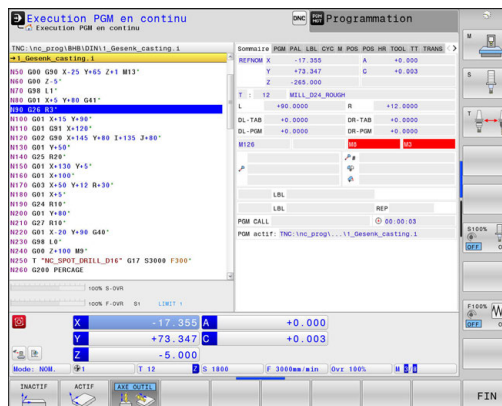 Execution PGM en continu
DNC
Programmation
Execution PGM en continu
TNC:\nc_prog\BHB\DIN\1_Gesenk_casting.i
→1_Gesenk_casting.i
N50 G00 G90 X-25 Y+65 Z+1 M13*
N60 G00 Z-5*
N70 G98 L1*
N80 G01 X+5 Y+80 G41*
N90 G26 R3*
N100 G01 X+15 Y+90*
N110 G01 G91 X+120*
N120 G02 G90 X+145 Y+80 I+135 J+80*
N130 G01 Y+50*
N140 G25 R20*
N150 G01 X+130 Y+5*
N160 G01 X+100*
N170 G03 X+50 Y+12 R+30*
N180 G01 X+5*
N190 G24 R10*
N200 G01 Y+80*
N210 G27 R10*
N220 G01 X-20 Y+90 G40*
N230 G98 L0*
N240 G00 Z+100 M09*
N250 T "NC_SPOT_DRILL_D16" G17 S3000 F300*
N260 G200 PERCAGE
100% S-OVR
100% F-OVR S1 LIMIT 1
Sommaire PGM PAL LBL CYC M POS POS HR TOOL TT TRANS
REFNOM X -17.355 A +0.000
Y +73.347 C +0.003
Z -265.000
T : 12 MILL_D24_ROUGH
L +90.0000 R +12.0000
DL-TAB +0.0000 DR-TAB +0.0000
DL-PGM +0.0000 DR-PGM +0.0000
M126 M8 M3
#
LBL
LBL REP
PGM CALL 00:00:03
PGM actif: TNC:\nc_prog\...\1_Gesenk_casting.i
X -17.355 A +0.000
Y +73.347 C +0.003
Z -5.000
Mode: NOM. 1 T 12 Z S 1800 F 3000mm/min Ovr 100% M
INACTIF
ACTIF
AXE OUTIL
FIN
M
S
T
S100%
OFF
F100%
OFF